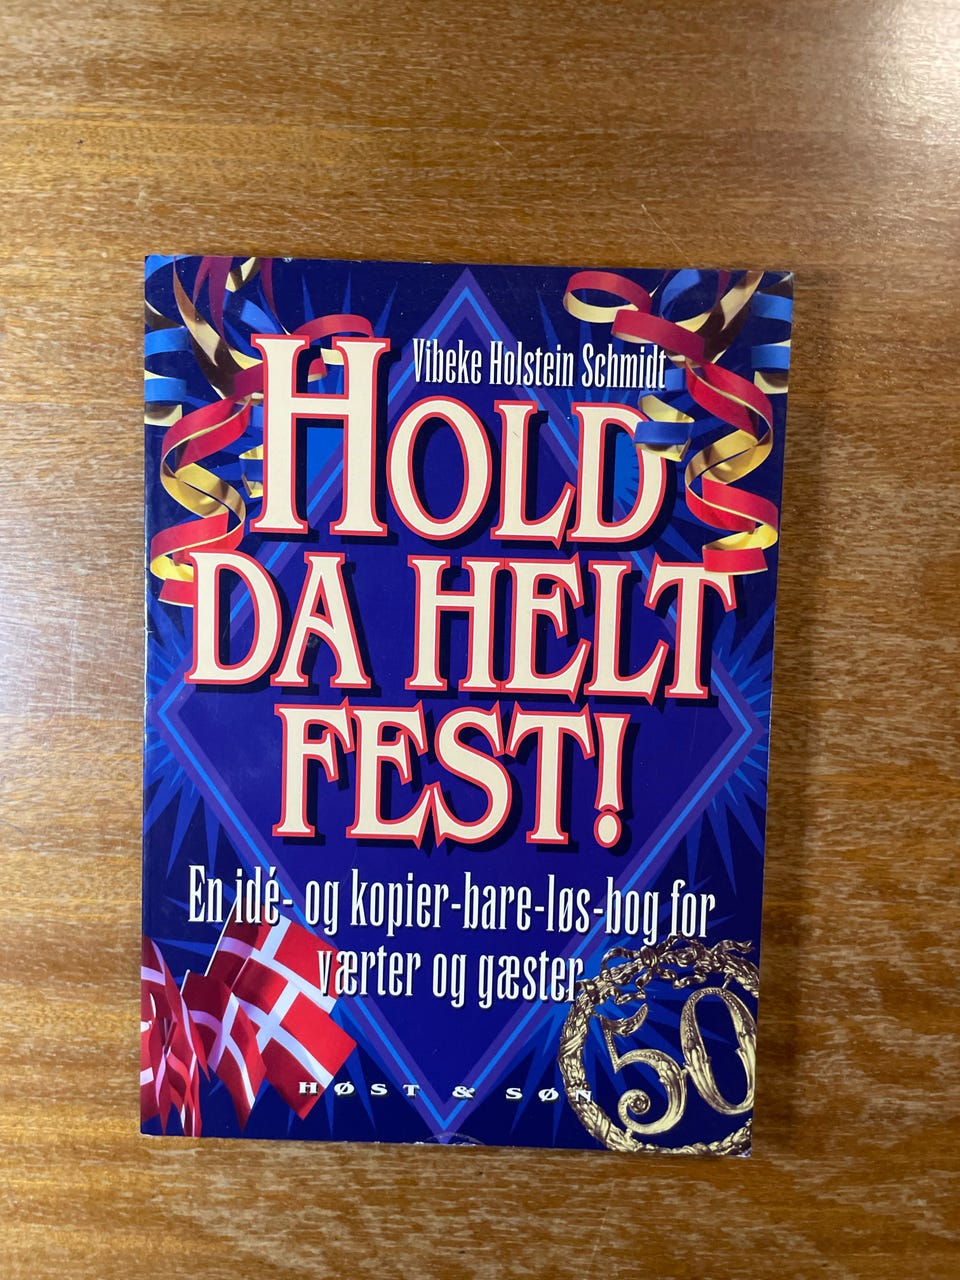 Vibeke Holstein Schmidt
HOLD
DA HELT
FEST!
En idé- og kopier-bare-løs-bog for
værter og gæster
HØST & SØN
50